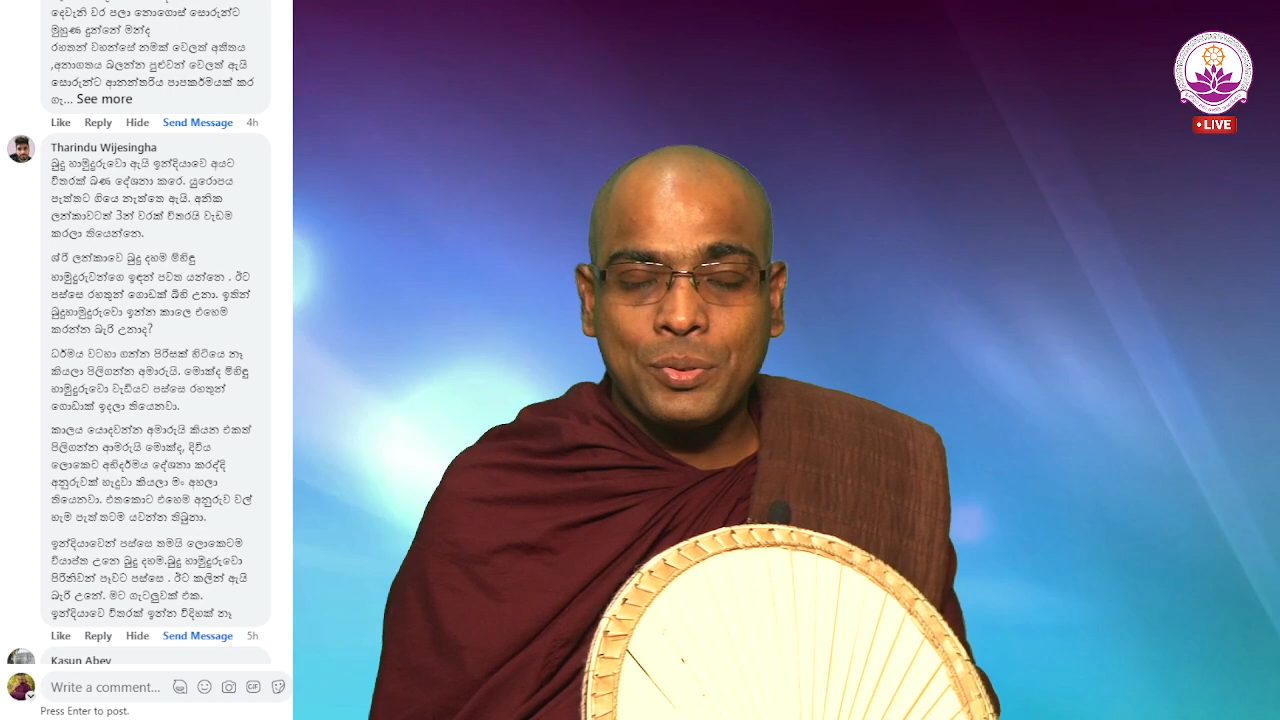 දෙවැනි වර පලා නොගොස් සොරුන්ට
මුහුණ දුන්නේ මන්ද
රහතන් වහන්සේ නමක් වෙලත් අතීතය
,අනාගතය බලන්න පුළුවන් වෙලත් ඇයි
සොරුන්ට ආනන්තරීය පාපකර්මයක් කර
ගැ... See more
Like Reply Hide Send Message 4h
Tharindu Wijesingha
බුදු හාමුදුරුවො ඇයි ඉන්දියාවෙ අයට
විතරක් බණ දේශනා කරෙ. යුරොපය
පැත්තට ගියෙ නැත්තෙ ඇයි. අනික
ලන්කාවටත් 3න් වරක් විතරයි වැඩම
කරලා තියෙන්නෙ.
ශ්රී ලන්කාවෙ බුදු දහම මිහිඳු
හාමුදුරුවන්ගෙ ඉඳන් පවත යන්නෙ . ඊට
පස්සෙ රහතුන් ගොඩක් බිහි උනා. ඉතින්
බුදුහාමුදුරුවො ඉන්න කාලෙ එහෙම
කරන්න බැරි උනාද?
ධර්මය වටහා ගන්න පිරිසක් හිටියෙ නෑ
කියලා පිලිගන්න අමාරුයි. මොක්ද මිහිඳු
හාමුදුරුවො වැඩියට පස්සෙ රහතුන්
ගොඩාක් ඉදලා තියෙනවා.
කාලය යොදවන්න අමාරුයි කියන එකත්
පිලිගන්න ආමරුයි මොක්ද, දිව්ය
ලොකෙට අභිදර්මය දේශනා කරද්දි
අනුරුවක් හැදුවා කියලා මං අහලා
තියෙනවා. එතකොට එහෙම අනුරුව වල්
හැම පැත්තටම යවන්න තිබුනා.
ඉන්දියාවෙන් පස්සෙ තමයි ලොකෙටම
ව්යාප්ත උනෙ බුදු දහම.බුදු හාමුදුරුවො
පිරිනිවන් පෑවට පස්සෙ . ඊට කලින් ඇයි
බැරි උනේ. මට ගැටලුවක් එක.
ඉන්දියාවෙ විතරක් ඉන්න විදිහක් නෑ
Like Reply Hide Send Message 5h
Kasun Abey
Write a comment...
GIF
Press Enter to post.
• LIVE